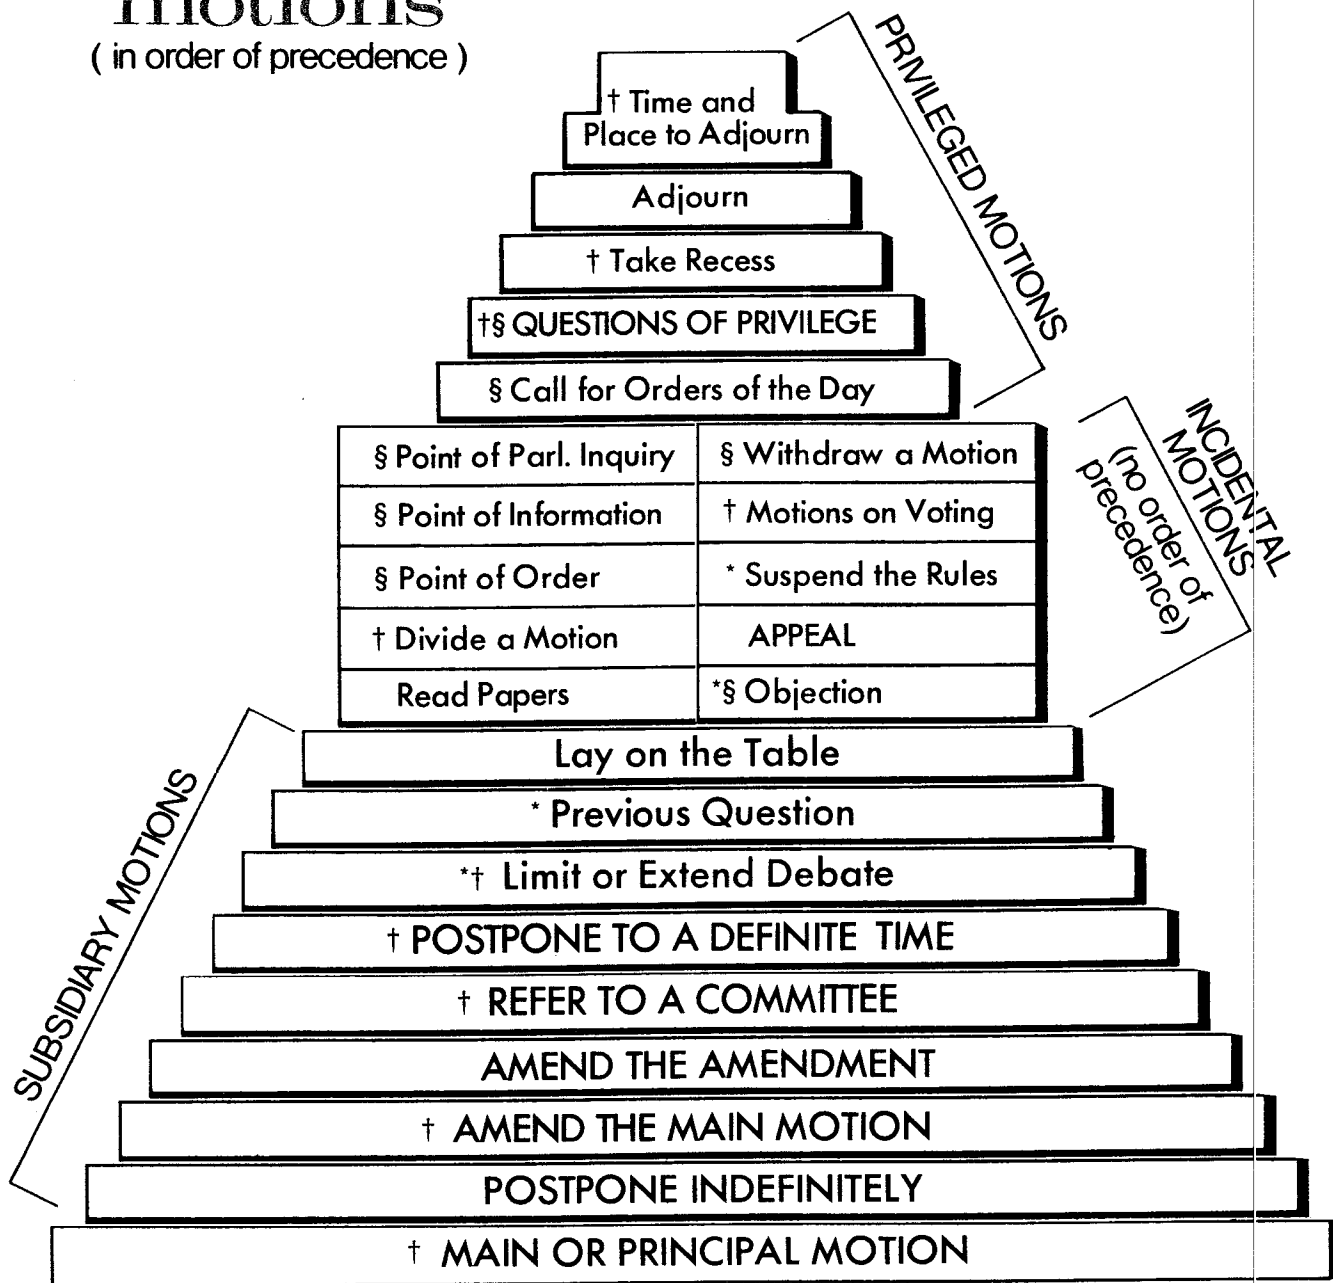 motions
( in order of precedence )
† Time and
Place to Adjourn
Adjourn
† Take Recess
†§ QUESTIONS OF PRIVILEGE
§ Call for Orders of the Day
PRIVILEGED MOTIONS
§ Point of Parl. Inquiry
§ Withdraw a Motion
§ Point of Information
† Motions on Voting
§ Point of Order
* Suspend the Rules
† Divide a Motion
APPEAL
Read Papers
*§ Objection
INCIDENTAL
MOTIONS
(no order of
precedence)
Lay on the Table
* Previous Question
*† Limit or Extend Debate
† POSTPONE TO A DEFINITE TIME
† REFER TO A COMMITTEE
AMEND THE AMENDMENT
† AMEND THE MAIN MOTION
POSTPONE INDEFINITELY
SUBSIDIARY MOTIONS
† MAIN OR PRINCIPAL MOTION